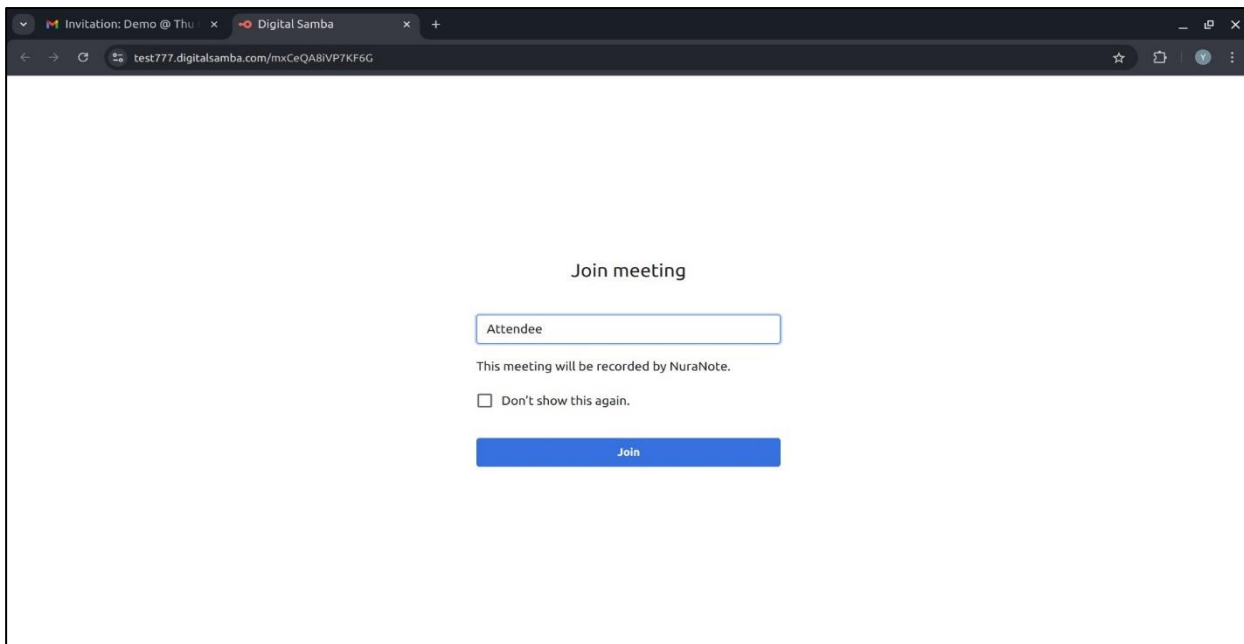 Invitation: Demo @ Thu
Digital Samba
test777.digitalsamba.com/mxCeQA8iVP7KF6G
Y
Join meeting
Attendee
This meeting will be recorded by NuraNote.
Don't show this again.
Join